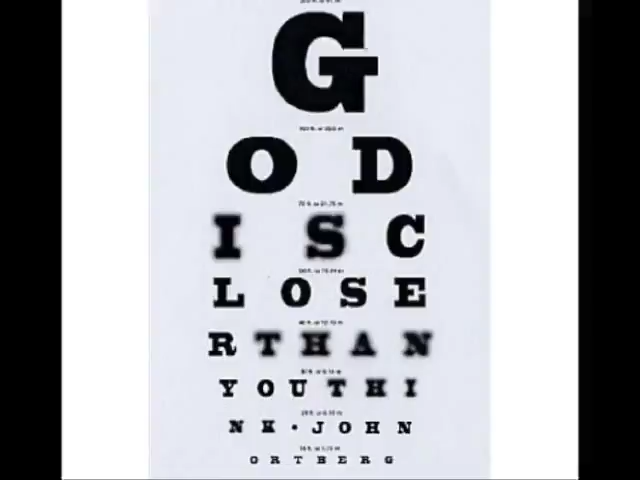 G
O D
I S C
L O S E
R T H A N
Y O U T H I
N K • J O H N
O R T B E R G